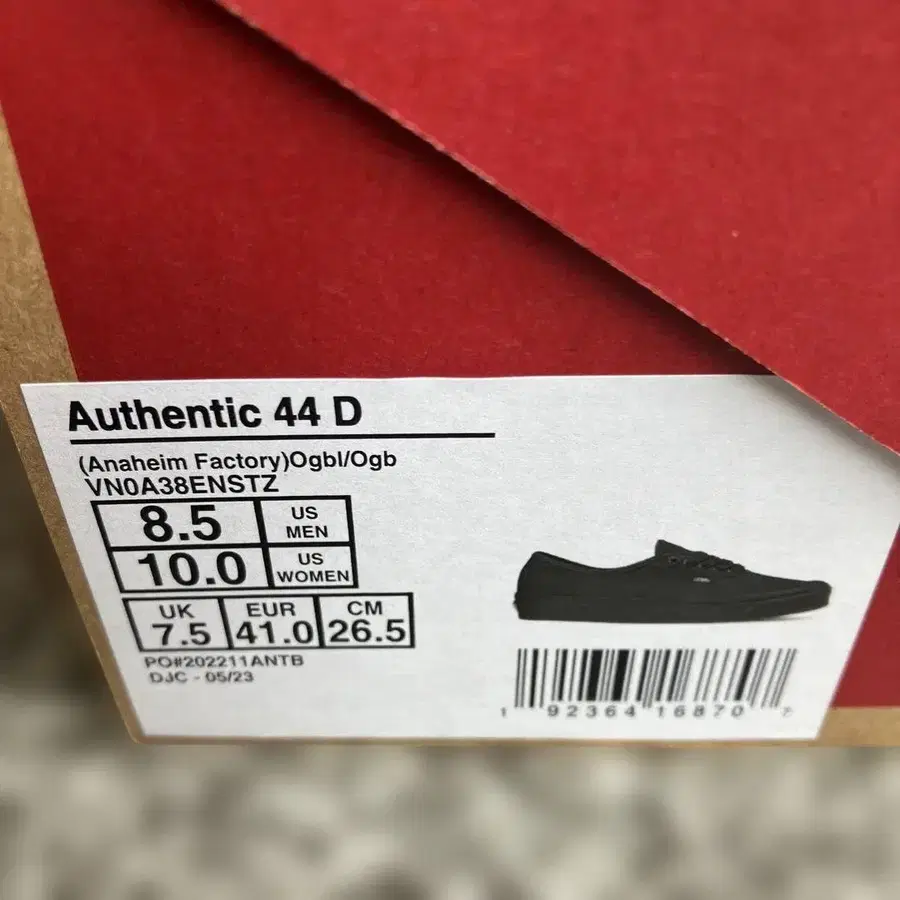 Authentic 44 D
(Anaheim Factory)Ogbl/Ogb
VN0A38ENSTZ
8.5 US MEN
10.0 US WOMEN
UK EUR CM
7.5 41.0 26.5
PO#202211ANTB
DJC - 05/23
1 92364 16870 7